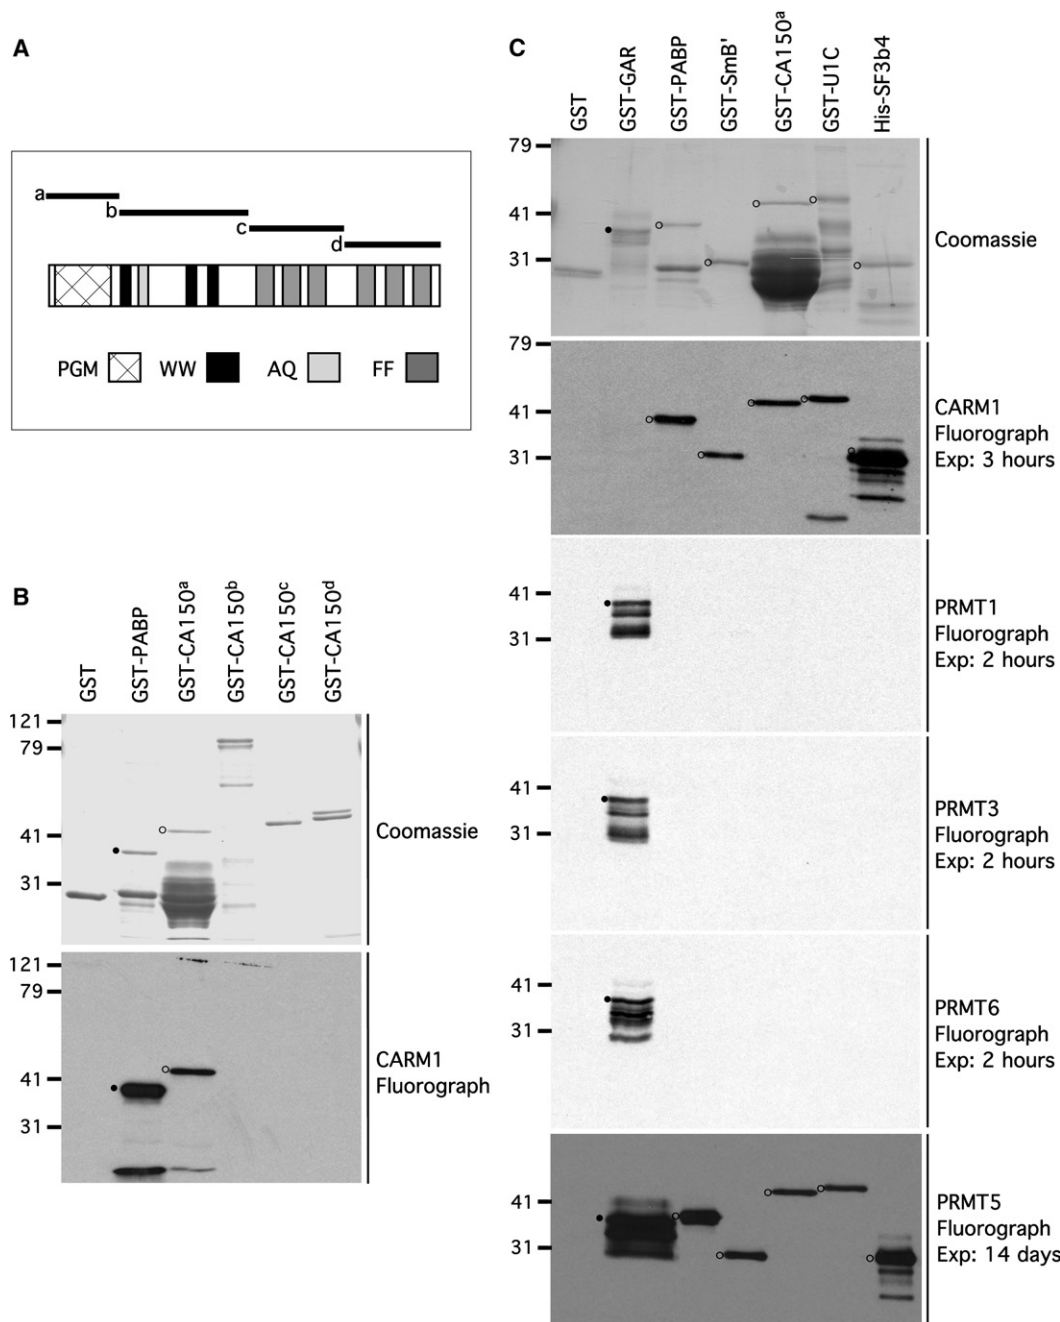 A
a
b
c
d
PGM WW AQ FF
B
GST
GST-PABP
GST-CA150a
GST-CA150b
GST-CA150c
GST-CA150d
121
79
41
31
Coomassie
121
79
41
31
CARM1
Fluorograph
C
GST
GST-GAR
GST-PABP
GST-SmB'
GST-CA150a
GST-U1C
His-SF3b4
79
41
31
Coomassie
79
41
31
CARM1
Fluorograph
Exp: 3 hours
41
31
PRMT1
Fluorograph
Exp: 2 hours
41
31
PRMT3
Fluorograph
Exp: 2 hours
41
31
PRMT6
Fluorograph
Exp: 2 hours
41
31
PRMT5
Fluorograph
Exp: 14 days